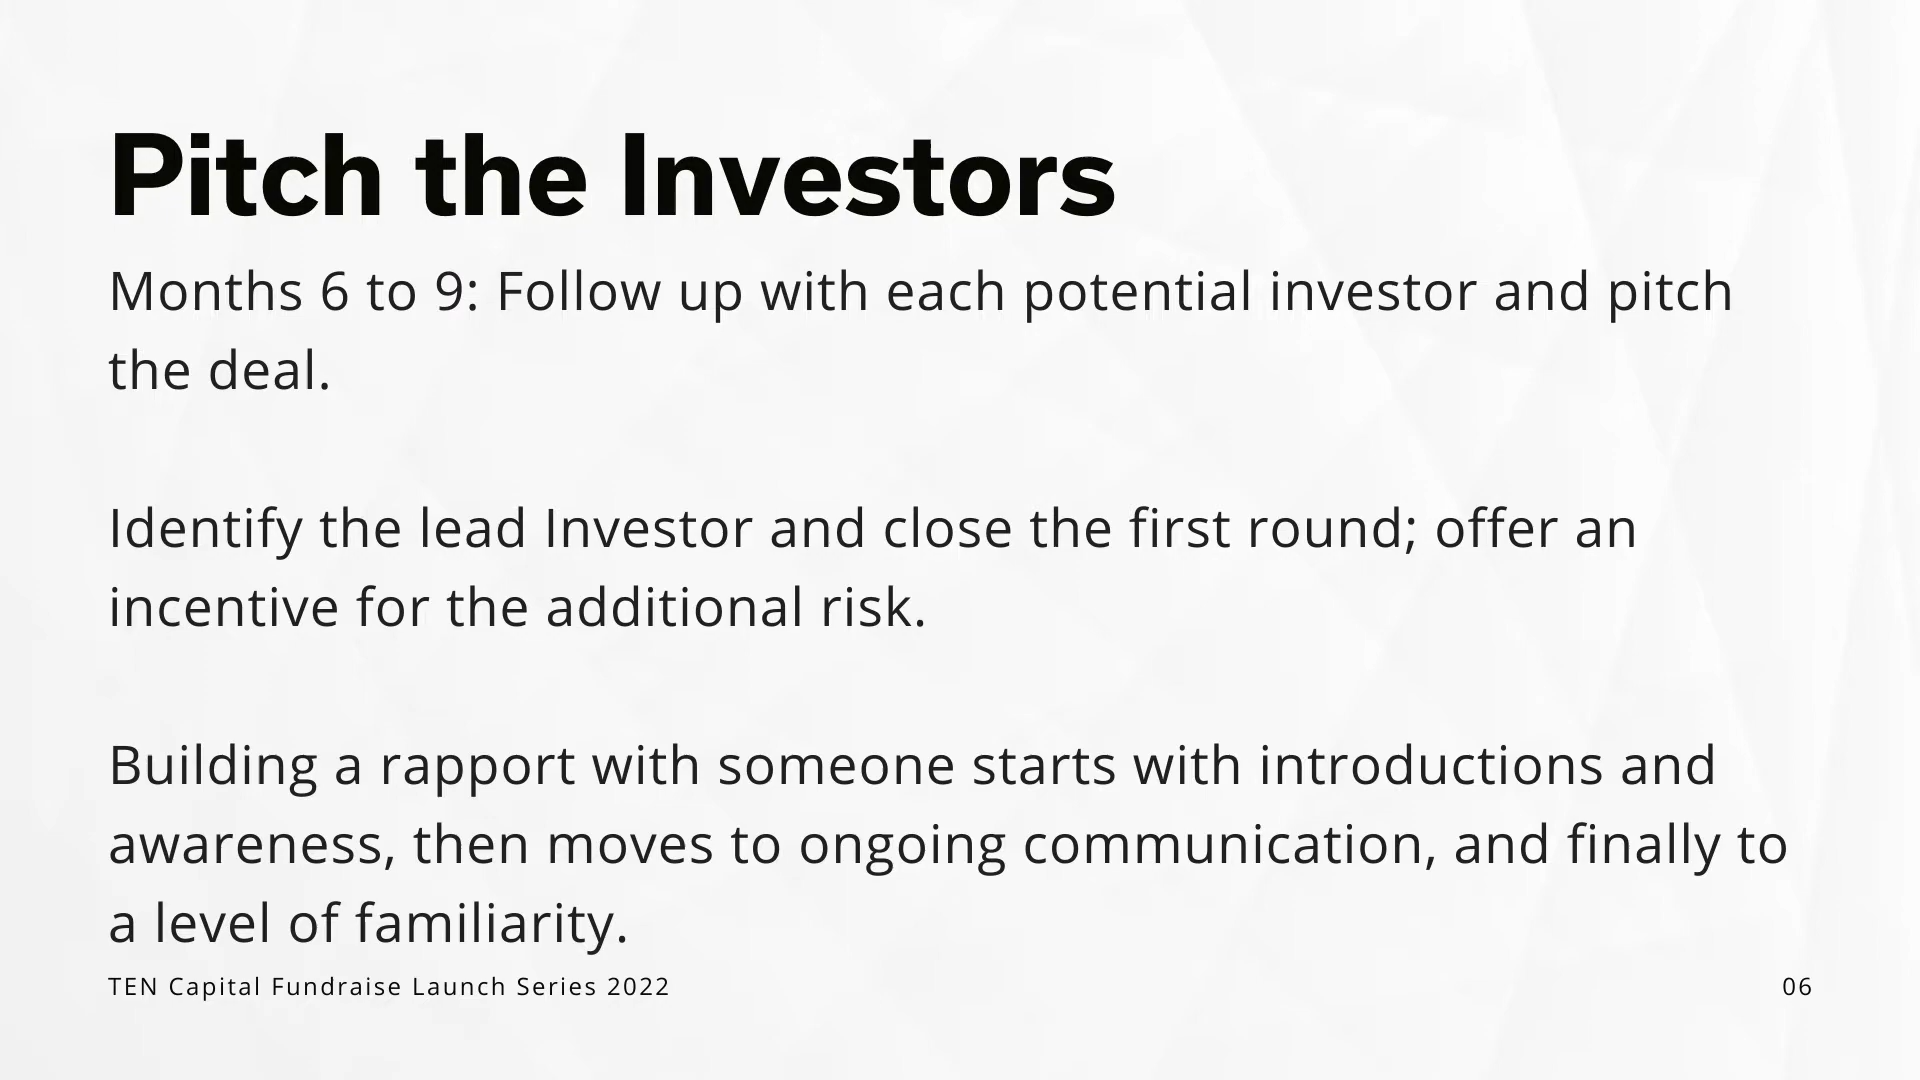 Pitch the Investors
Months 6 to 9: Follow up with each potential investor and pitch
the deal.
Identify the lead Investor and close the first round; offer an
incentive for the additional risk.
Building a rapport with someone starts with introductions and
awareness, then moves to ongoing communication, and finally to
a level of familiarity.
TEN Capital Fundraise Launch Series 2022
06